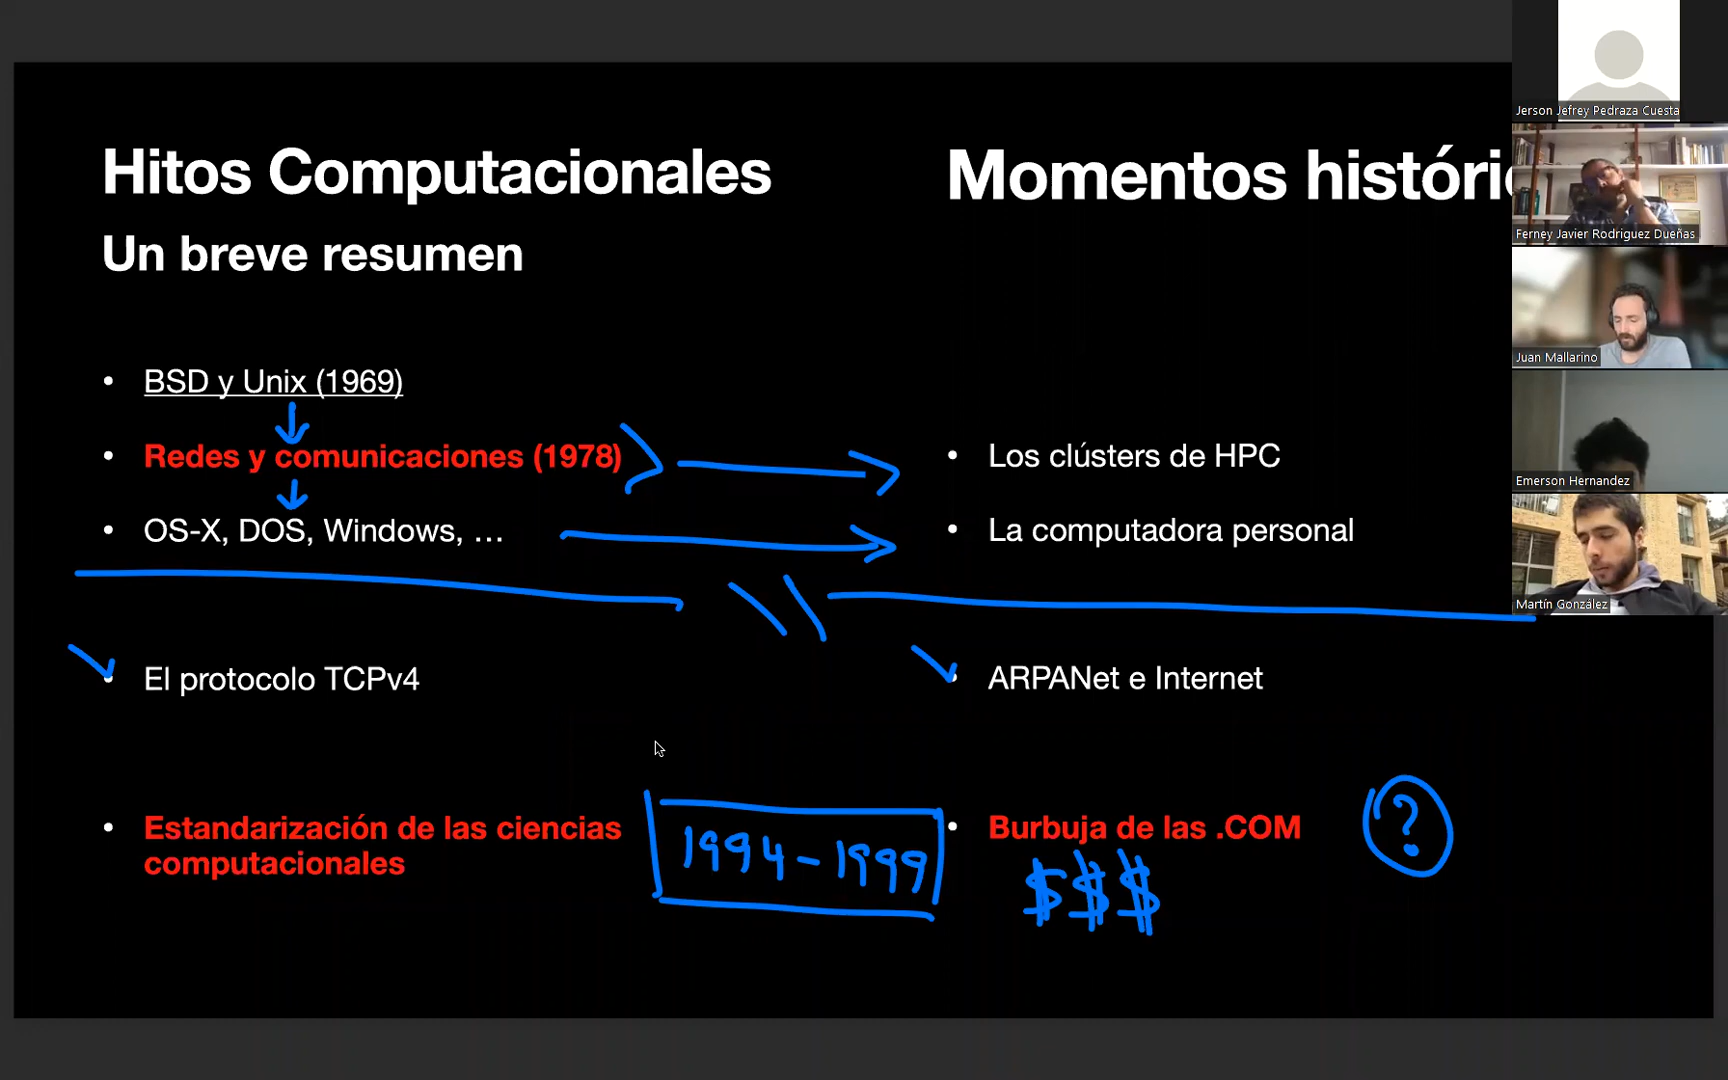 Hitos Computacionales
Un breve resumen
• BSD y Unix (1969)
• Redes y comunicaciones (1978)
• OS-X, DOS, Windows, …
• El protocolo TCPv4
• Estandarización de las ciencias
computacionales
1994-1999
Momentos históri
• Los clústers de HPC
• La computadora personal
• ARPANet e Internet
• Burbuja de las .COM
?
$$$
Jerson Jefrey Pedraza Cuesta
Ferney Javier Rodriguez Dueñas
Juan Mallarino
Emerson Hernandez
Martín González